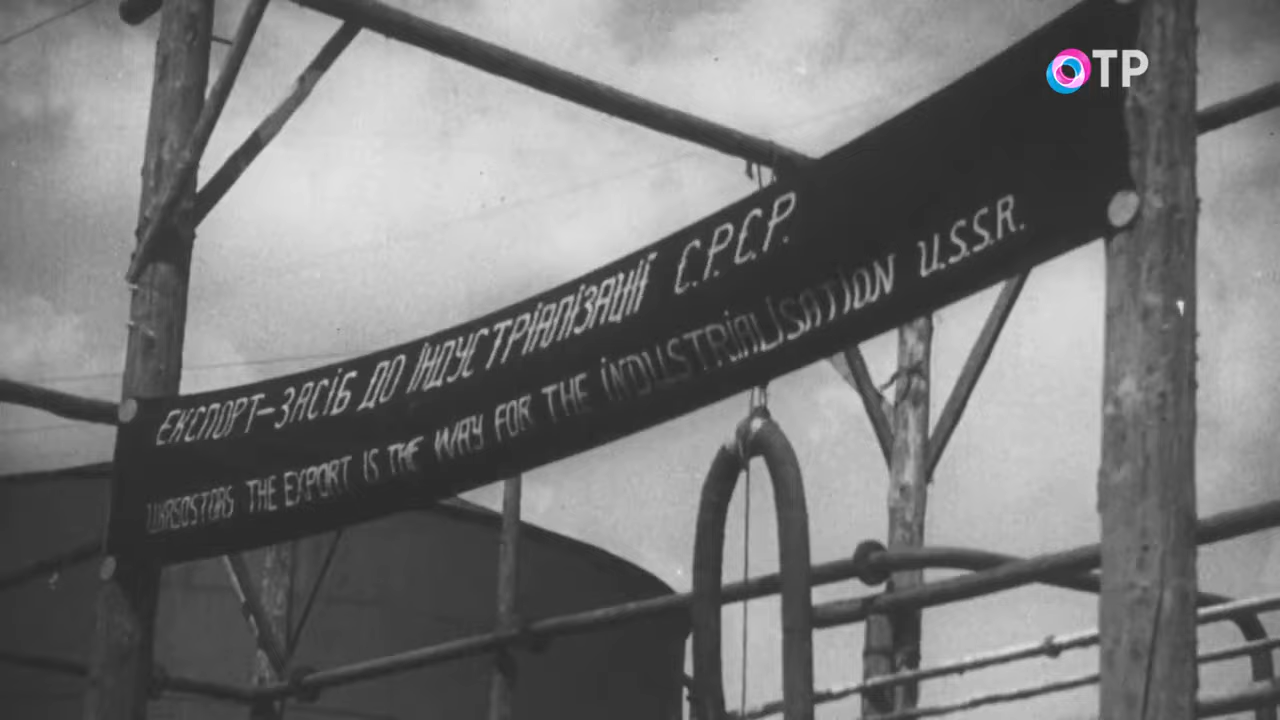 ОТР
ЕКСПОРТ-ЗАСІБ ДО ІНДУСТРІАЛІЗАЦІЇ С.Р.С.Р.
THE EXPORT IS THE WAY FOR THE INDUSTRIALISATION U.S.S.R.